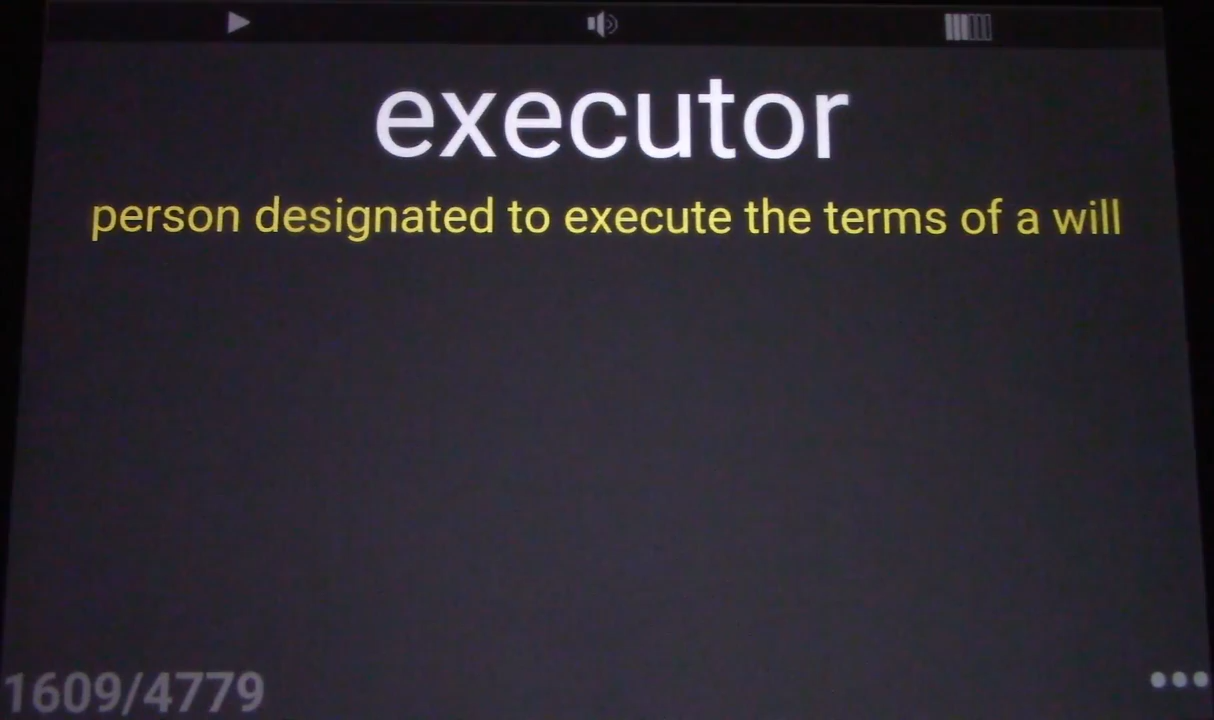 executor
person designated to execute the terms of a will
1609/4779